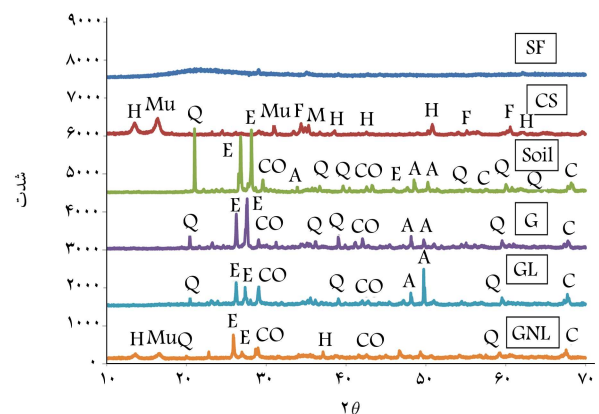 ۹۰۰۰
۸۰۰۰
۷۰۰۰
۶۰۰۰
۵۰۰۰
۴۰۰۰
۳۰۰۰
۲۰۰۰
۱۰۰۰
۰
شدت
SF
H Mu Q E Mu F M H H H F F H CS
E CO A Q Q CO E A A Q C Q Q C Soil
Q E E CO Q Q CO A A Q C G
Q E E CO Q CO A A Q C GL
H Mu Q E E CO H CO Q C GNL
۱۰ ۲۰ ۳۰ ۴۰ ۵۰ ۶۰ ۷۰
۲θ